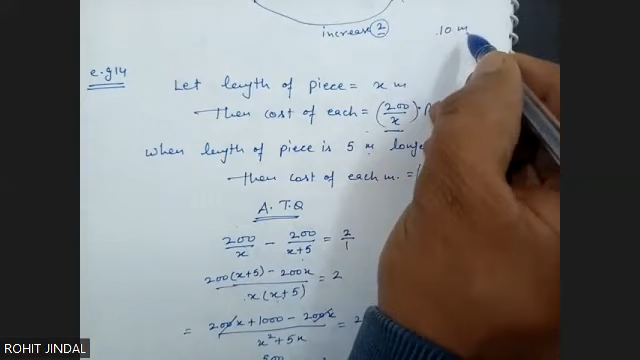 increase 2
.10 m
e.g14
Let length of piece = x m
Then cost of each = (200/x)
When length of piece is 5 m longe
Then cost of each m. =
A.T.Q
200/x - 200/x+5 = 2/1
200(x+5) - 200x / x(x+5) = 2
= 200x + 1000 - 200x / x² + 5x = 2
ROHIT JINDAL